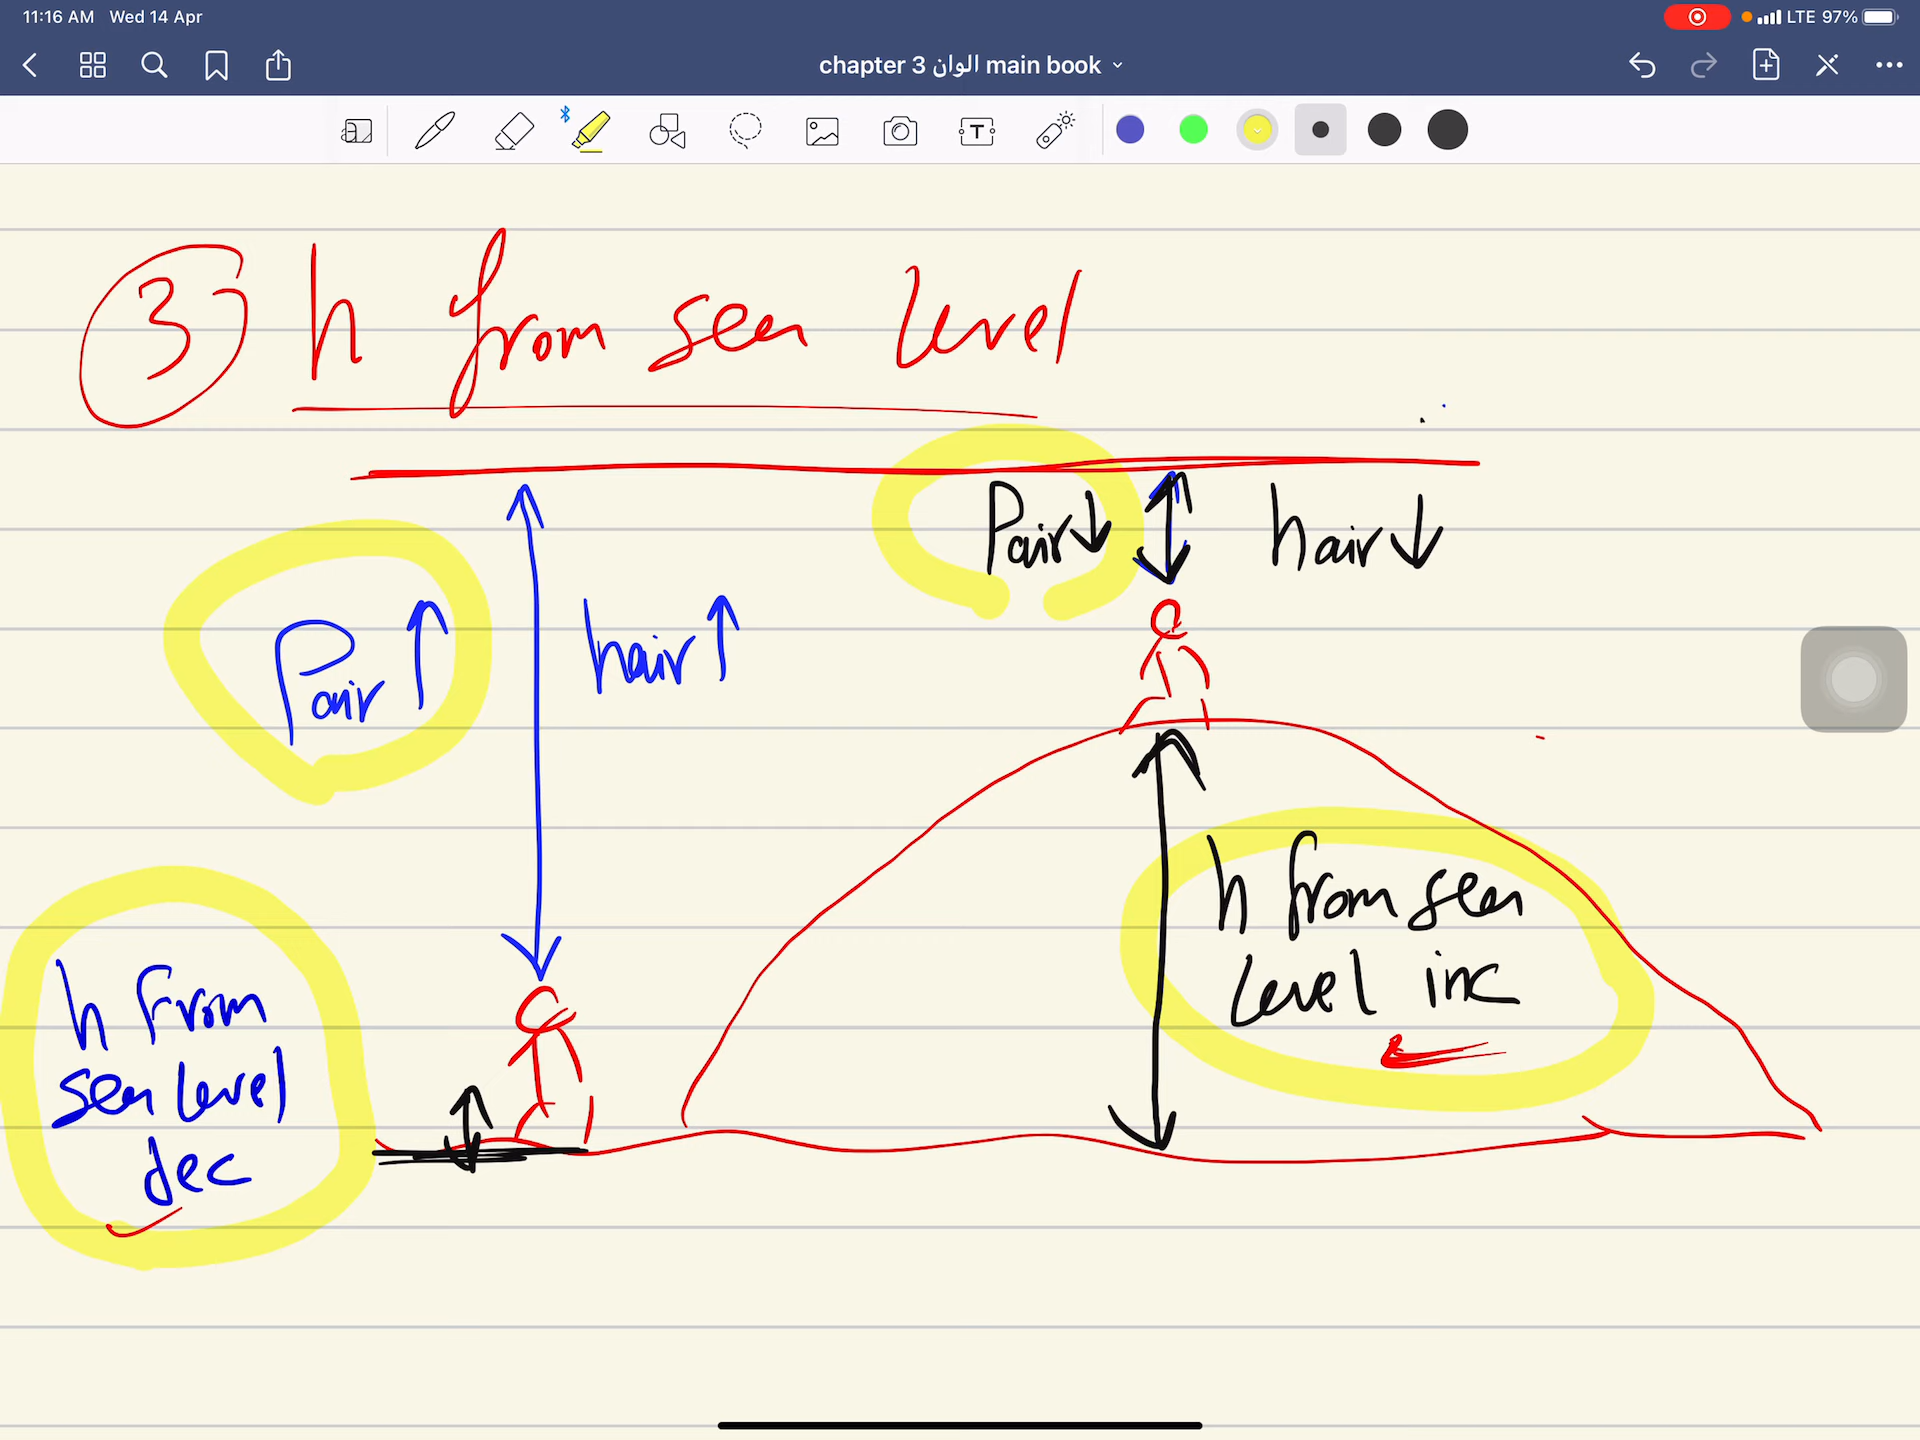 11:16 AM Wed 14 Apr
LTE 97%
chapter 3 الوان main book
3 h from sea level
Pair↓ hair↓
Pair↑ hair↑
h from sea
level inc
h From
sea level
dec